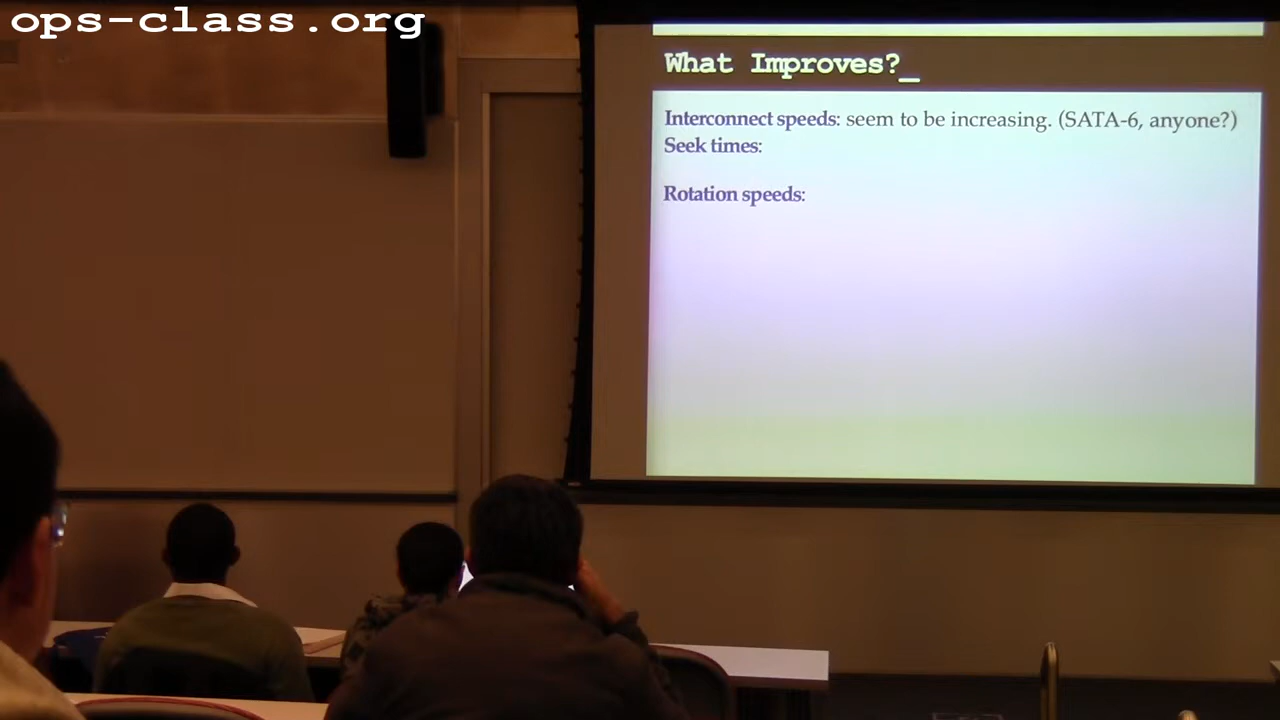 ops-class.org
What Improves?_
Interconnect speeds: seem to be increasing. (SATA-6, anyone?)
Seek times:
Rotation speeds: